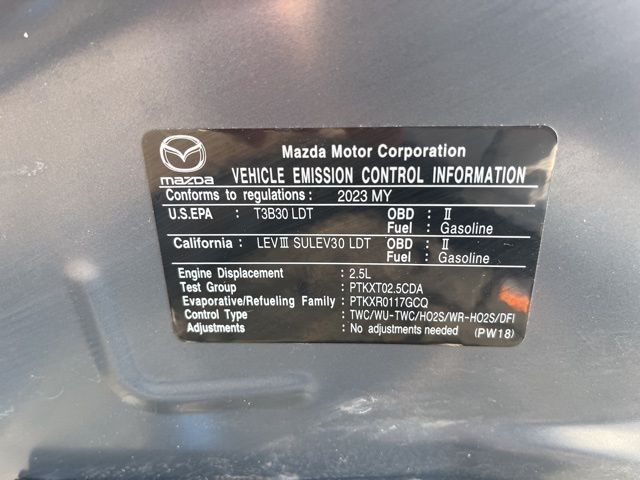 Mazda Motor Corporation
mazda VEHICLE EMISSION CONTROL INFORMATION
Conforms to regulations : 2023 MY
U.S.EPA : T3B30 LDT OBD : II
Fuel : Gasoline
California : LEVIII SULEV30 LDT OBD : II
Fuel : Gasoline
Engine Displacement : 2.5L
Test Group : PTKXT02.5CDA
Evaporative/Refueling Family : PTKXR0117GCQ
Control Type : TWC/WU-TWC/HO2S/WR-HO2S/DFI
Adjustments : No adjustments needed (PW18)